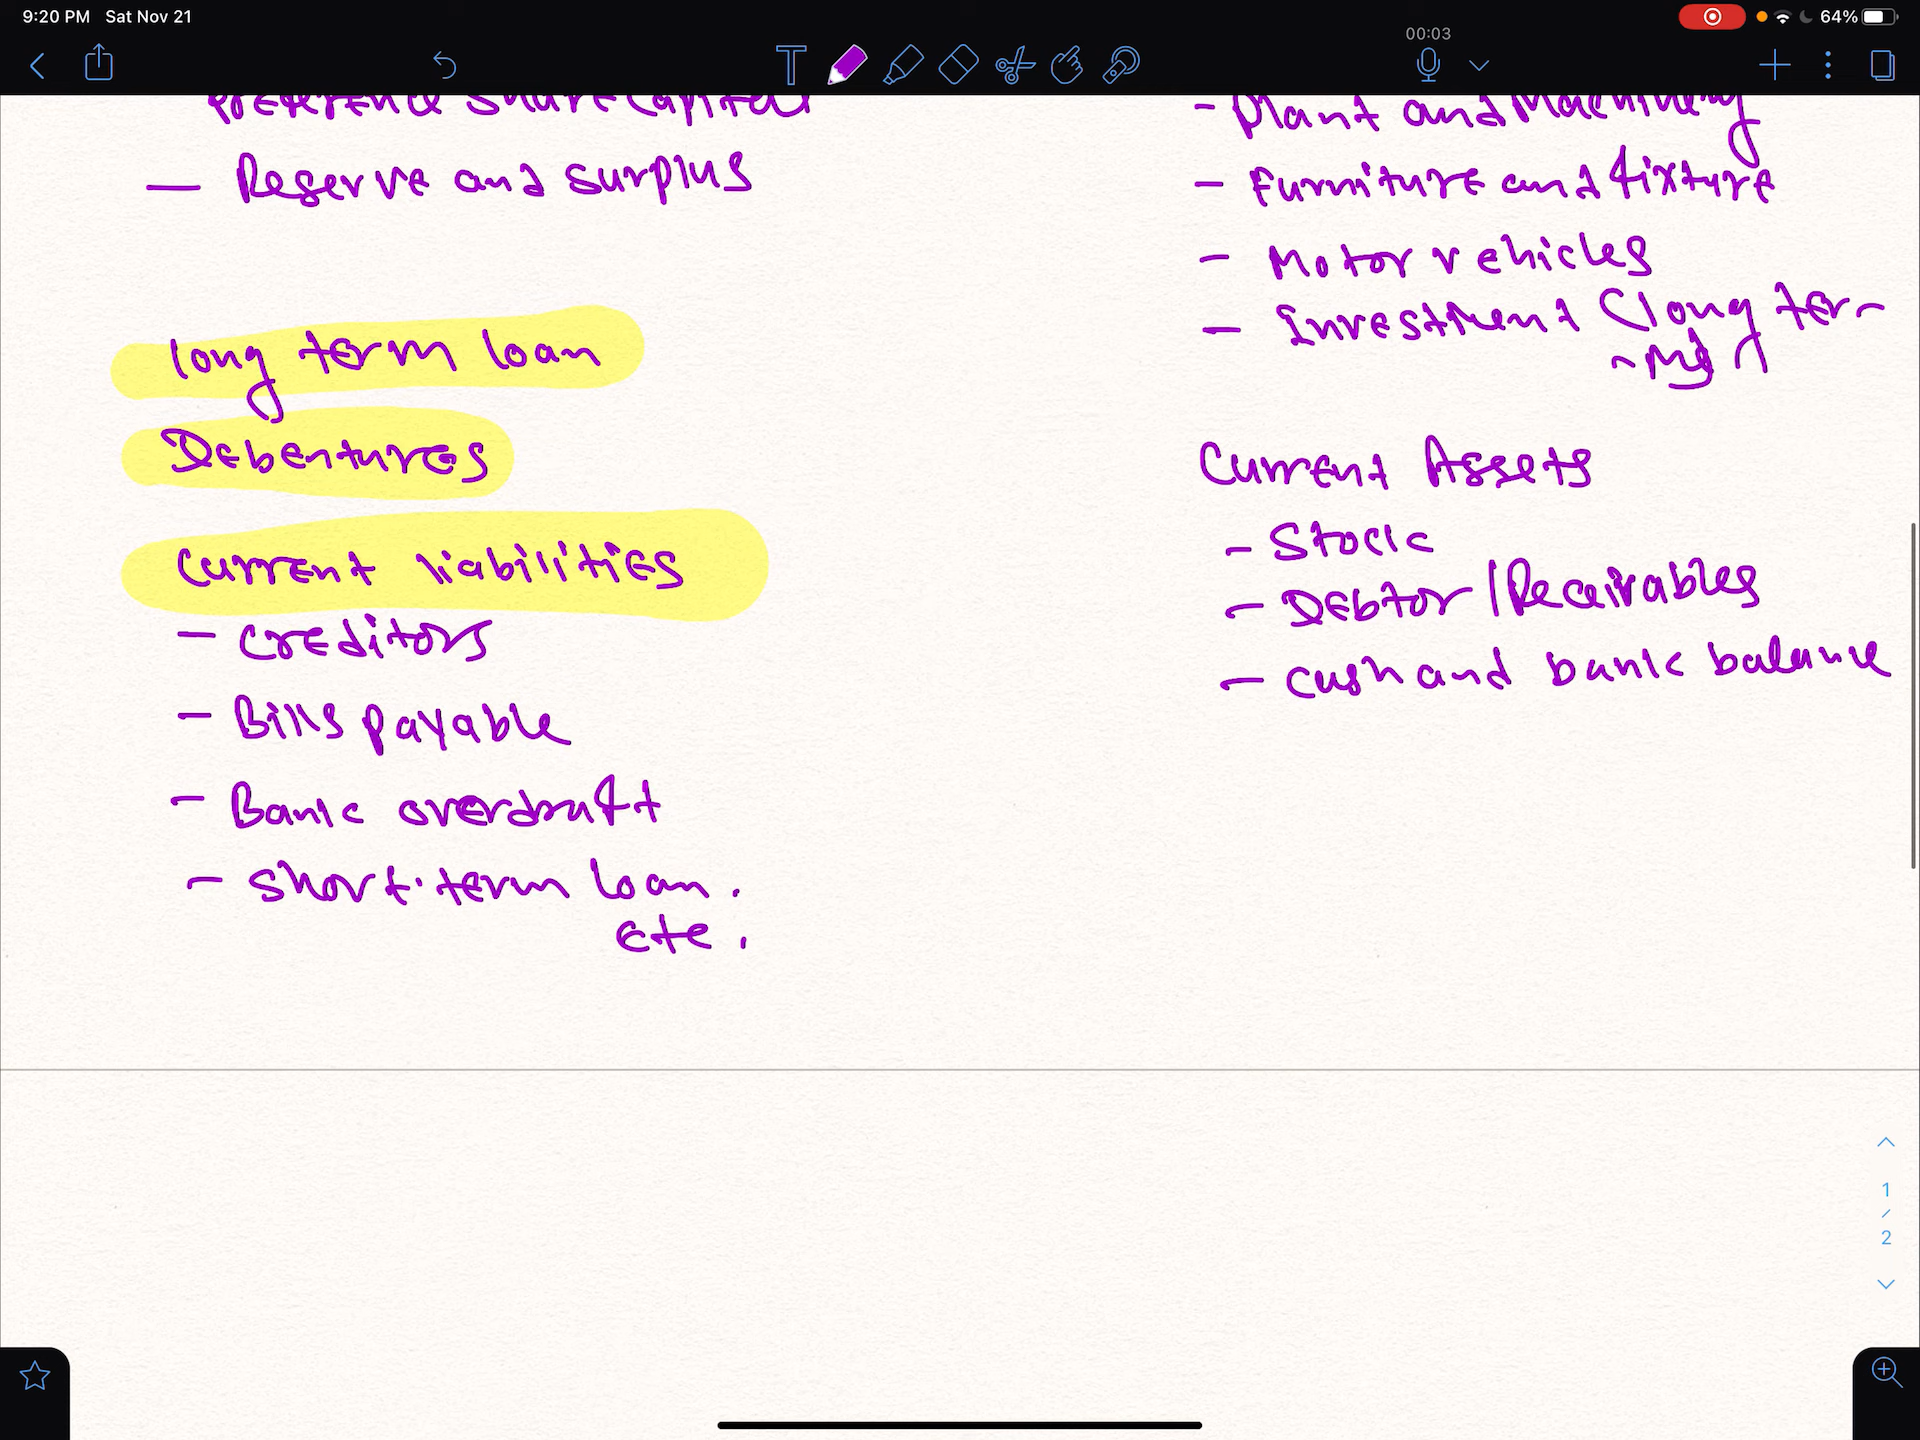 9:20 PM Sat Nov 21
64%
00:03
Preference share capital
— Reserve and surplus
long term loan
Debentures
Current liabilities
- Creditors
- Bills payable
- Bank overdraft
- Short-term loan.
etc.
- Plant and Machinery
- Furniture and fixture
- Motor vehicles
- Investment (long ter-
Current Assets
- Stock
- Debtor/Receivables
- Cash and bank balance
1
/
2